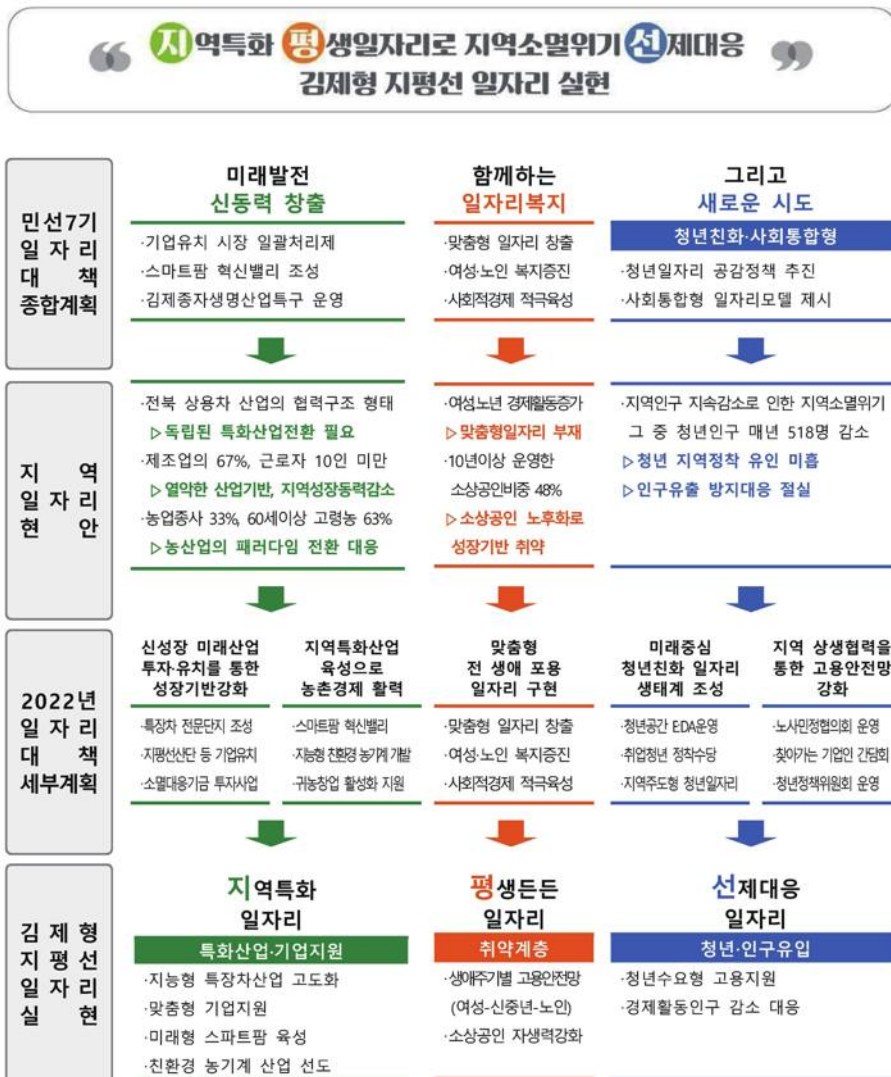 지역특화 평생일자리로 지역소멸위기 선제대응
김제형 지평선 일자리 실현
민선7기
일 자 리
대 책
종합계획
미래발전
신동력 창출
·기업유치 시장 일괄처리제
·스마트팜 혁신밸리 조성
·김제종자생명산업특구 운영
함께하는
일자리복지
·맞춤형 일자리 창출
·여성·노인 복지증진
·사회적경제 적극육성
그리고
새로운 시도
청년친화·사회통합형
·청년일자리 공감정책 추진
·사회통합형 일자리모델 제시
지 역
일 자 리
현 안
·전북 상용차 산업의 협력구조 형태
▷독립된 특화산업전환 필요
·제조업의 67%, 근로자 10인 미만
▷열악한 산업기반, 지역성장동력감소
·농업종사 33%, 60세이상 고령농 63%
▷농산업의 패러다임 전환 대응
·여성,노년 경제활동증가
▷맞춤형일자리 부재
·10년이상 운영한
소상공인비중 48%
▷소상공인 노후화로
성장기반 취약
·지역인구 지속감소로 인한 지역소멸위기
그 중 청년인구 매년 518명 감소
▷청년 지역정착 유인 미흡
▷인구유출 방지대응 절실
2022년
일 자 리
대 책
세부계획
신성장 미래산업
투자·유치를 통한
성장기반강화
·특장차 전문단지 조성
·지평선산단 등 기업유치
·소멸대응기금 투자사업
지역특화산업
육성으로
농촌경제 활력
·스마트팜 혁신밸리
·지능형 친환경 농기계 개발
·귀농창업 활성화 지원
맞춤형
전 생애 포용
일자리 구현
·맞춤형 일자리 창출
·여성·노인 복지증진
·사회적경제 적극육성
미래중심
청년친화 일자리
생태계 조성
·청년공간 E:DA운영
·취업청년 정착수당
·지역주도형 청년일자리
지역 상생협력을
통한 고용안전망
강화
·노사민정협의회 운영
·찾아가는 기업인 간담회
·청년정책위원회 운영
김 제 형
지 평 선
일 자 리
실 현
지역특화
일자리
특화산업·기업지원
·지능형 특장차산업 고도화
·맞춤형 기업지원
·미래형 스파트팜 육성
·친환경 농기계 산업 선도
평생든든
일자리
취약계층
·생애주기별 고용안전망
(여성-신중년-노인)
·소상공인 자생력강화
선제대응
일자리
청년·인구유입
·청년수요형 고용지원
·경제활동인구 감소 대응